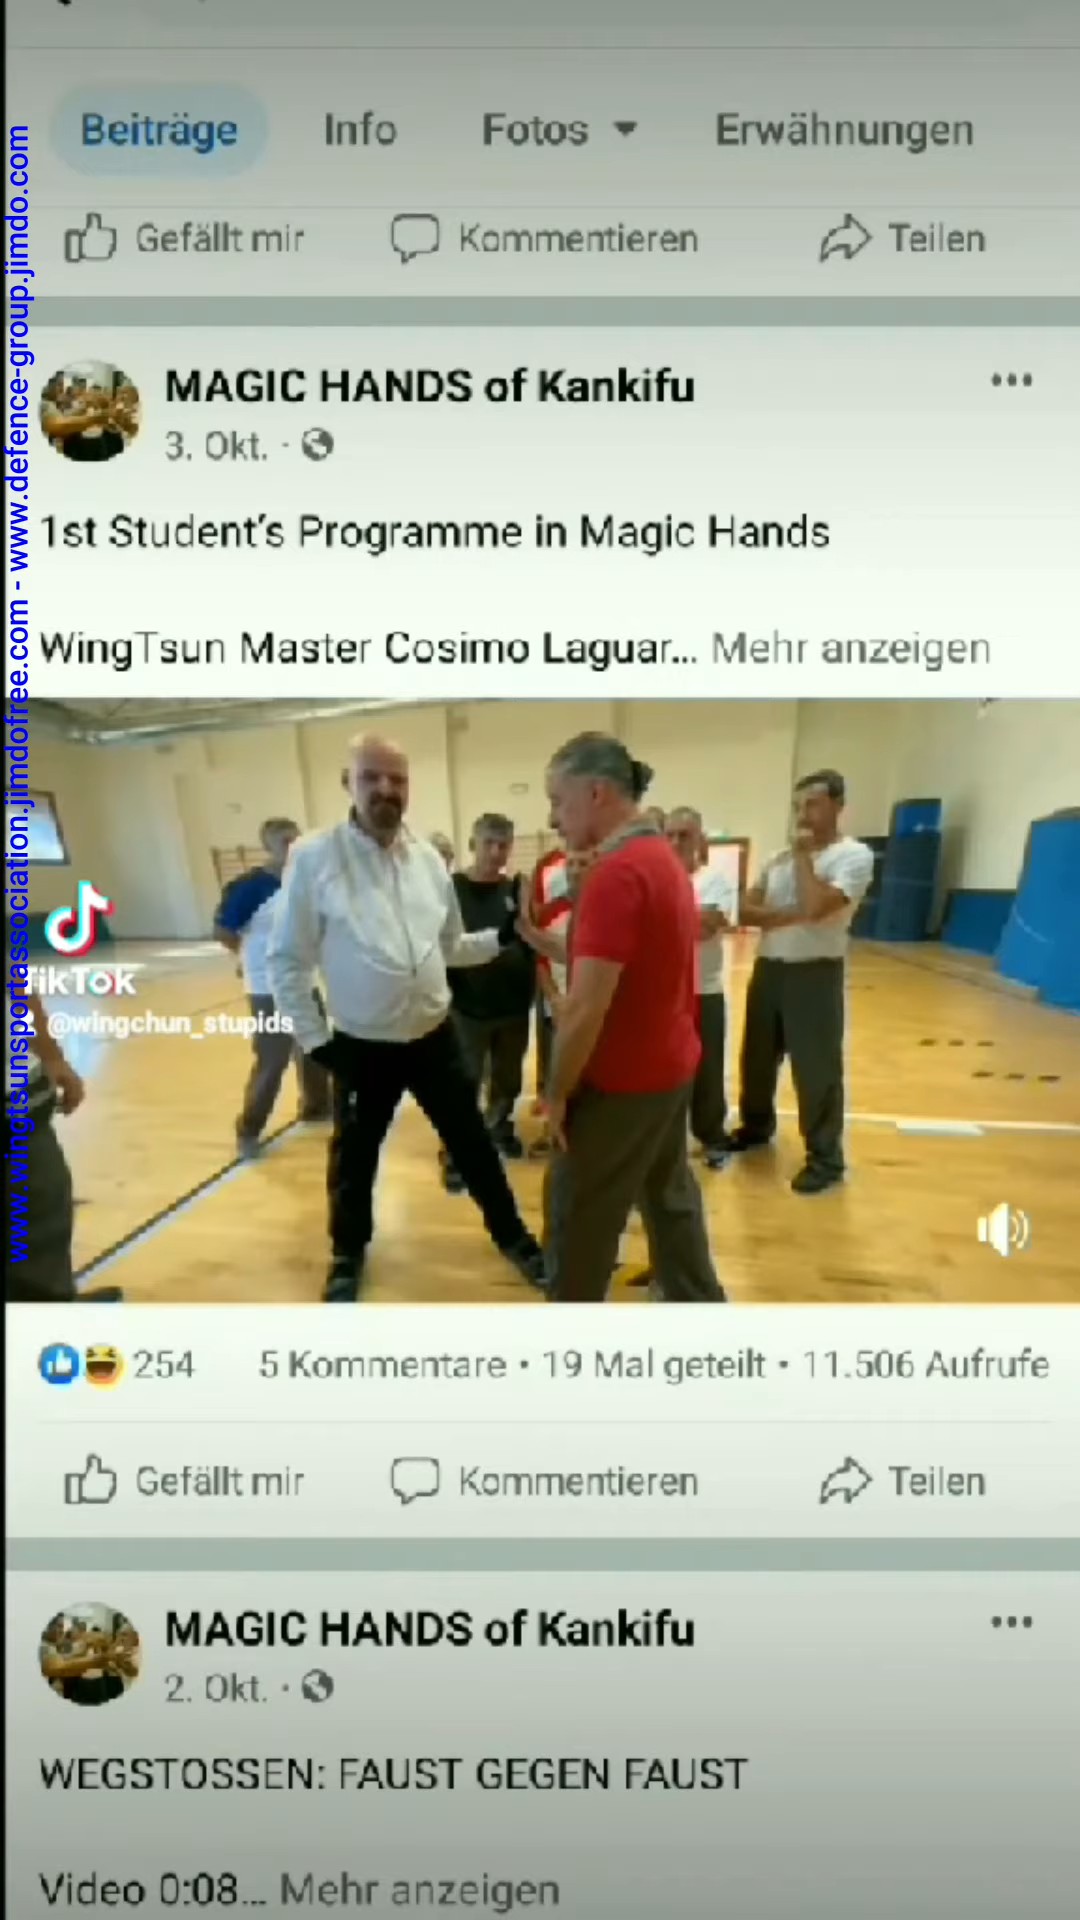 Beiträge Info Fotos Erwähnungen
Gefällt mir Kommentieren Teilen
MAGIC HANDS of Kankifu
3. Okt. ·
1st Student's Programme in Magic Hands
WingTsun Master Cosimo Laguar... Mehr anzeigen
TikTok
@wingchun_stupids
254 5 Kommentare • 19 Mal geteilt • 11.506 Aufrufe
Gefällt mir Kommentieren Teilen
MAGIC HANDS of Kankifu
2. Okt. ·
WEGSTOSSEN: FAUST GEGEN FAUST
Video 0:08... Mehr anzeigen
www.wingtsunsportassociation.jimdofree.com - www.defence-group.jimdo.com